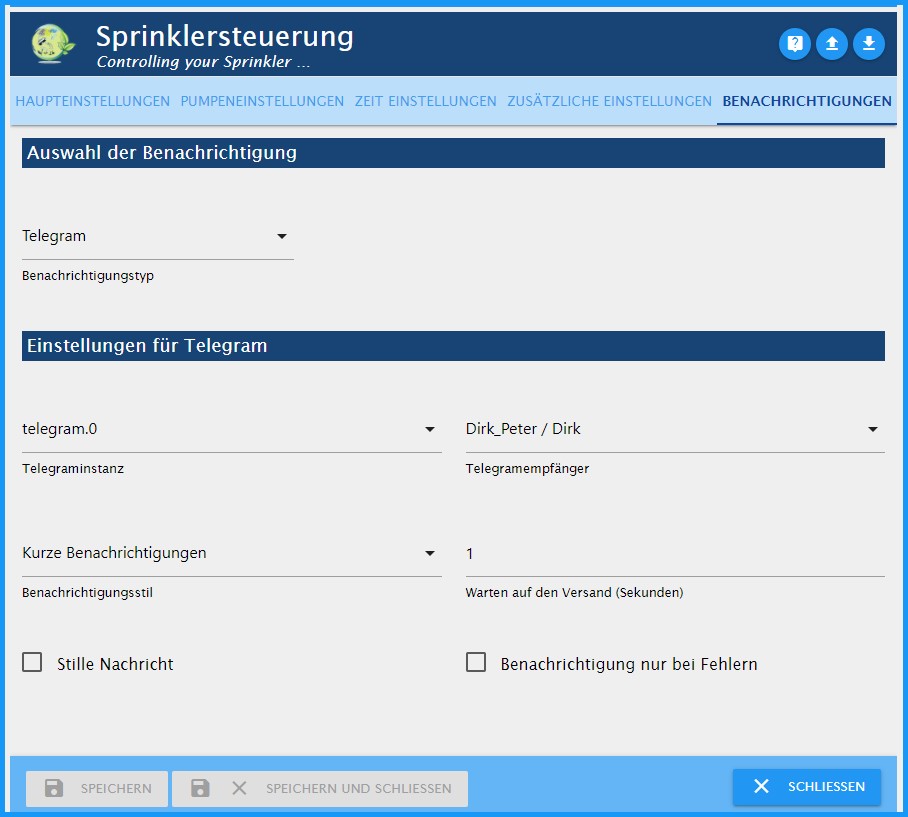 Sprinklersteuerung
Controlling your Sprinkler ...
HAUPTEINSTELLUNGEN PUMPENEINSTELLUNGEN ZEIT EINSTELLUNGEN ZUSÄTZLICHE EINSTELLUNGEN BENACHRICHTIGUNGEN
Auswahl der Benachrichtigung
Telegram
Benachrichtigungstyp
Einstellungen für Telegram
telegram.0 Dirk_Peter / Dirk
Telegraminstanz Telegramempfänger
Kurze Benachrichtigungen 1
Benachrichtigungsstil Warten auf den Versand (Sekunden)
Stille Nachricht Benachrichtigung nur bei Fehlern
SPEICHERN SPEICHERN UND SCHLIESSEN SCHLIESSEN